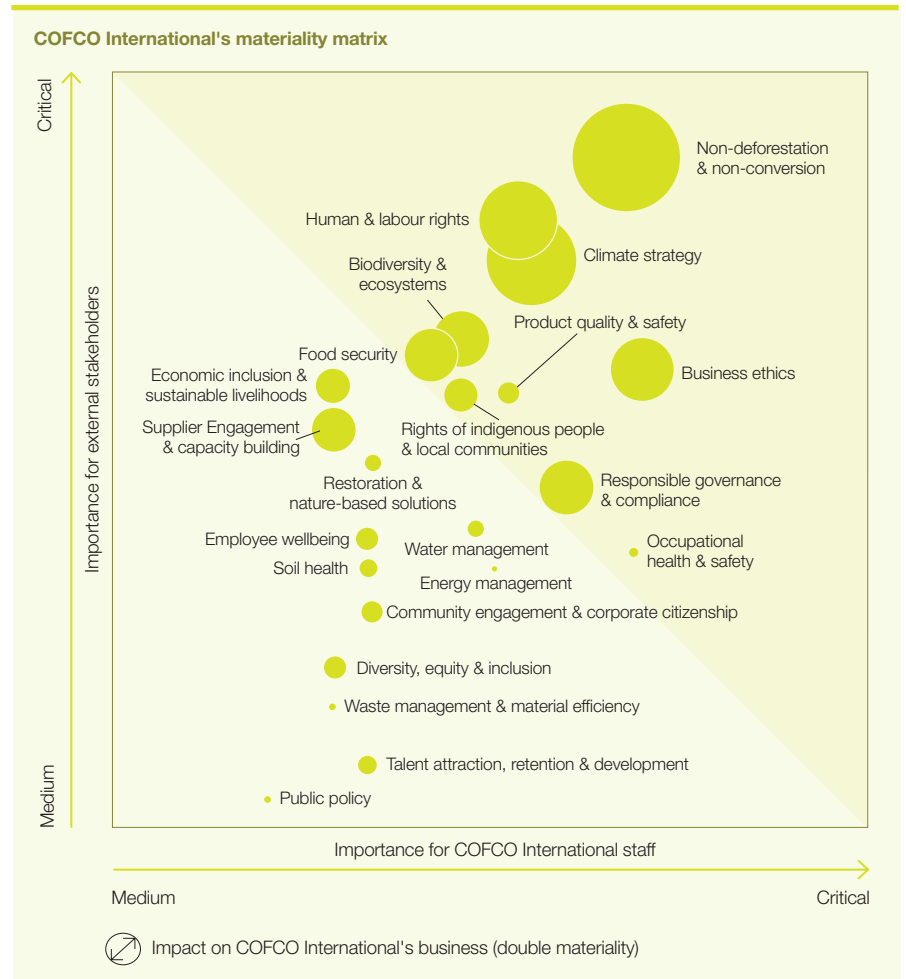 COFCO International's materiality matrix
Critical
Importance for external stakeholders
Medium
Non-deforestation
& non-conversion
Human & labour rights
Climate strategy
Biodiversity &
ecosystems
Product quality & safety
Food security
Business ethics
Economic inclusion &
sustainable livelihoods
Supplier Engagement
& capacity building
Rights of indigenous people
& local communities
Restoration &
nature-based solutions
Responsible governance
& compliance
Employee wellbeing
Water management
Occupational
health & safety
Soil health
Energy management
Community engagement & corporate citizenship
Diversity, equity & inclusion
Waste management & material efficiency
Talent attraction, retention & development
Public policy
Importance for COFCO International staff
Medium
Critical
Impact on COFCO International's business (double materiality)